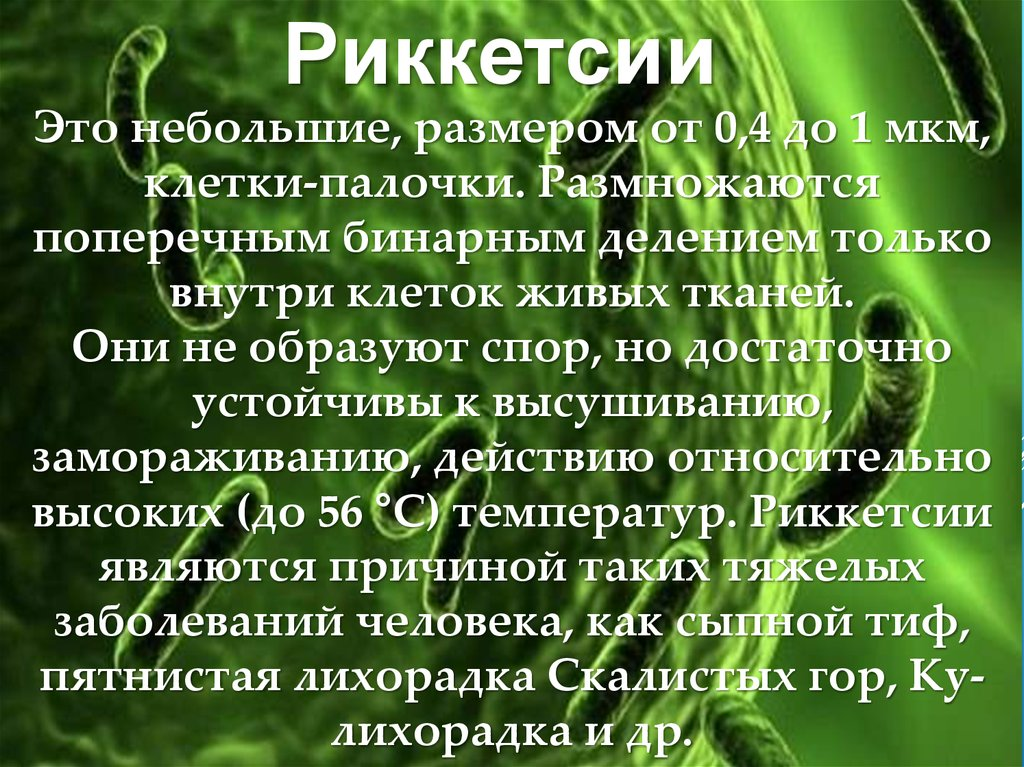 Риккетсии
Это небольшие, размером от 0,4 до 1 мкм,
клетки-палочки. Размножаются
поперечным бинарным делением только
внутри клеток живых тканей.
Они не образуют спор, но достаточно
устойчивы к высушиванию,
замораживанию, действию относительно
высоких (до 56 °С) температур. Риккетсии
являются причиной таких тяжелых
заболеваний человека, как сыпной тиф,
пятнистая лихорадка Скалистых гор, Ку-
лихорадка и др.